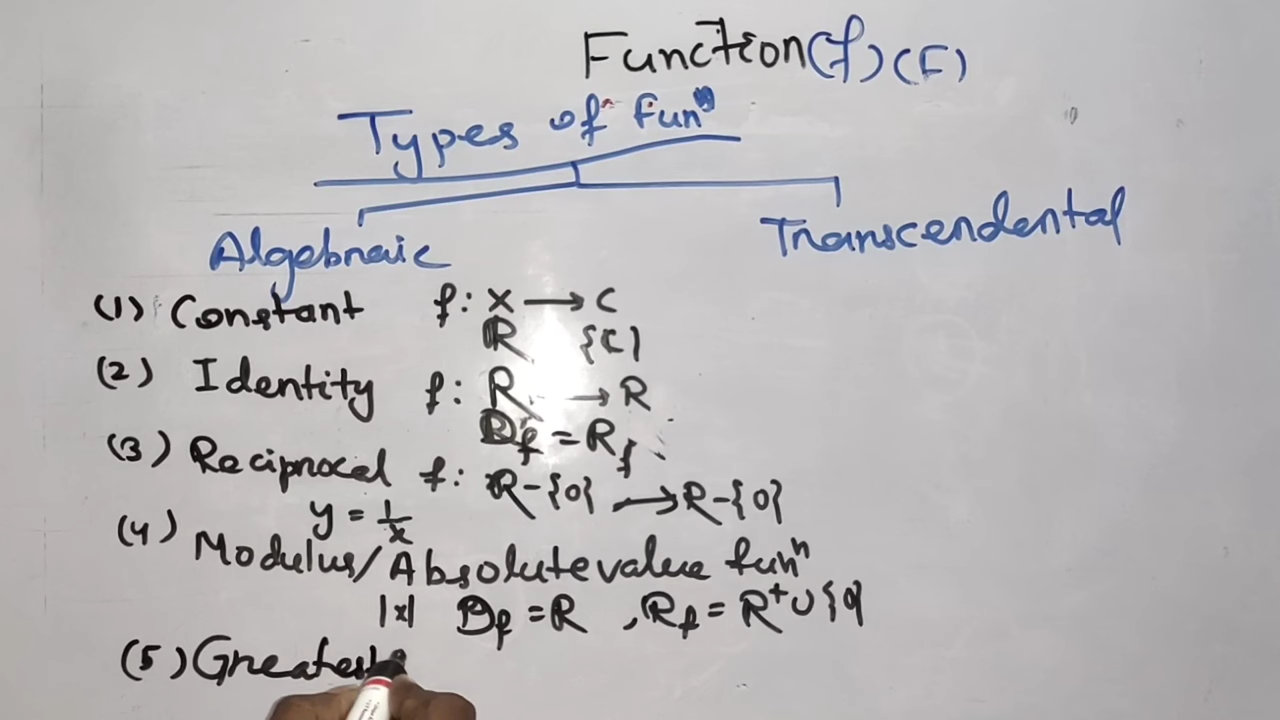 Function(f)(F)
Types of funⁿ
Algebraic
Transcendental
(1) Constant f: X → C
R {C}
(2) Identity f: R → R
Df = Rf
(3) Reciprocal f: R-{0} → R-{0}
y = 1/x
(4) Modulus/Absolute value funⁿ
|x| Df = R , Rf = R⁺∪{0}
(5) Greatest